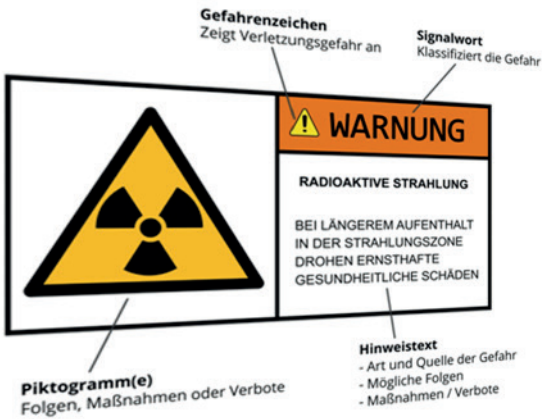 Gefahrenzeichen
Zeigt Verletzungsgefahr an
Signalwort
Klassifiziert die Gefahr
WARNUNG
RADIOAKTIVE STRAHLUNG
BEI LÄNGEREM AUFENTHALT
IN DER STRAHLUNGSZONE
DROHEN ERNSTHAFTE
GESUNDHEITLICHE SCHÄDEN
Piktogramm(e)
Folgen, Maßnahmen oder Verbote
Hinweistext
- Art und Quelle der Gefahr
- Mögliche Folgen
- Maßnahmen / Verbote